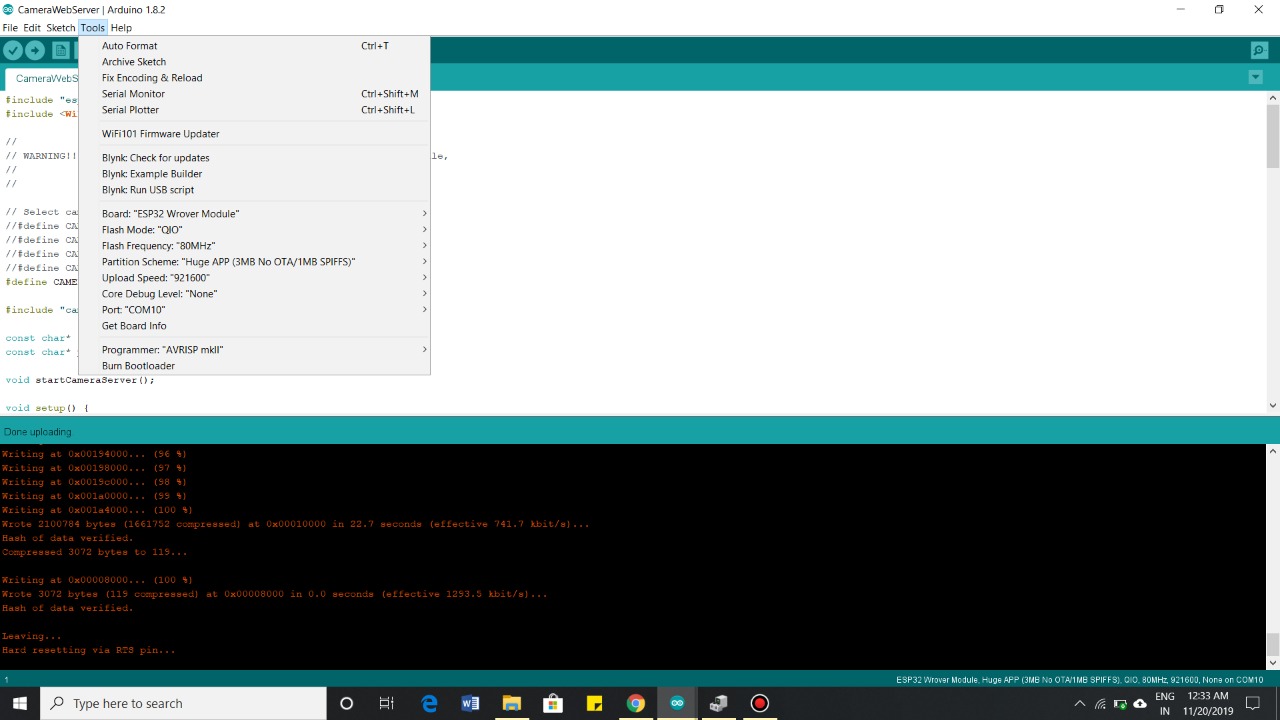 CameraWebServer | Arduino 1.8.2
File Edit Sketch Tools Help
Auto Format Ctrl+T
Archive Sketch
Fix Encoding & Reload
Serial Monitor Ctrl+Shift+M
Serial Plotter Ctrl+Shift+L
WiFi101 Firmware Updater
Blynk: Check for updates
Blynk: Example Builder
Blynk: Run USB script
Board: "ESP32 Wrover Module"
Flash Mode: "QIO"
Flash Frequency: "80MHz"
Partition Scheme: "Huge APP (3MB No OTA/1MB SPIFFS)"
Upload Speed: "921600"
Core Debug Level: "None"
Port: "COM10"
Get Board Info
Programmer: "AVRISP mkII"
Burn Bootloader
CameraWebS
#include "es
#include <Wi
//
// WARNING!! le,
//
//
// Select ca
//#define CA
//#define CA
//#define CA
//#define CA
#define CAME
#include "ca
const char*
const char*
void startCameraServer();
void setup() {
Done uploading.
Writing at 0x00194000... (96 %)
Writing at 0x00198000... (97 %)
Writing at 0x0019c000... (98 %)
Writing at 0x001a0000... (99 %)
Writing at 0x001a4000... (100 %)
Wrote 2100784 bytes (1661752 compressed) at 0x00010000 in 22.7 seconds (effective 741.7 kbit/s)...
Hash of data verified.
Compressed 3072 bytes to 119...
Writing at 0x00008000... (100 %)
Wrote 3072 bytes (119 compressed) at 0x00008000 in 0.0 seconds (effective 1293.5 kbit/s)...
Hash of data verified.
Leaving...
Hard resetting via RTS pin...
1 ESP32 Wrover Module, Huge APP (3MB No OTA/1MB SPIFFS), QIO, 80MHz, 921600, None on COM10
Type here to search
ENG 12:33 AM
IN 11/20/2019